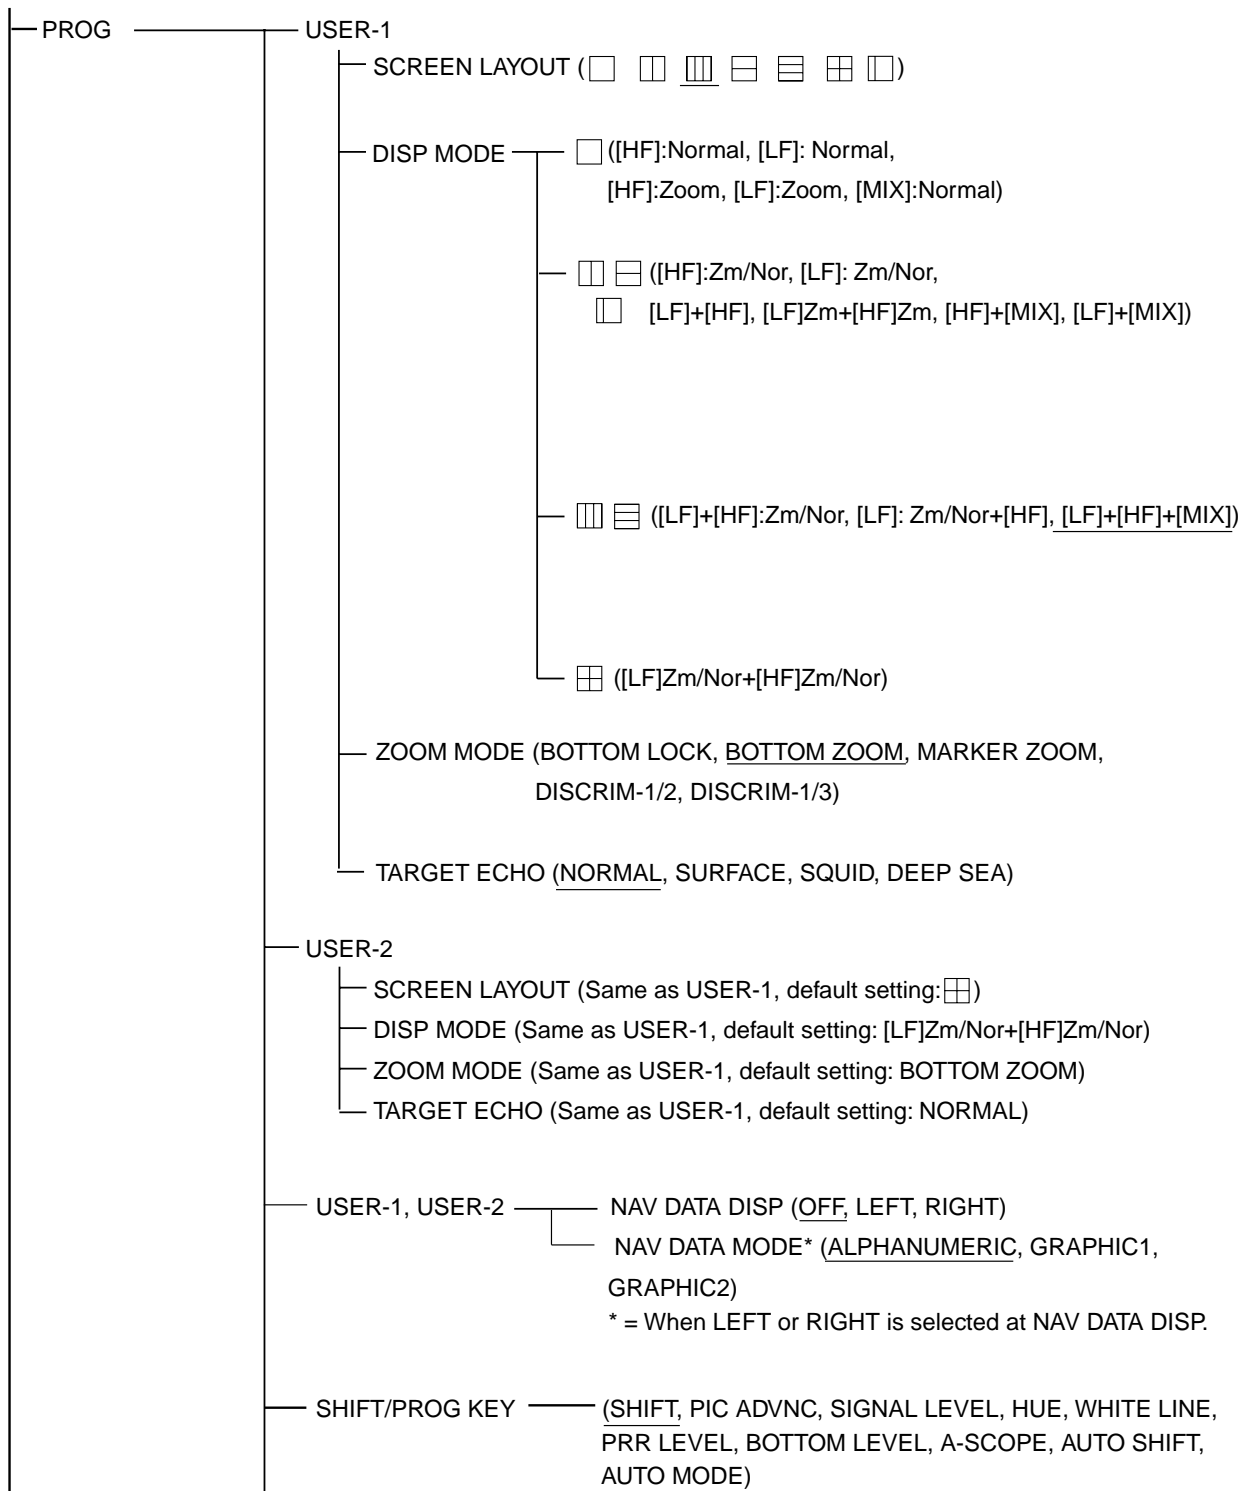 PROG
USER-1
SCREEN LAYOUT ( )
DISP MODE
([HF]:Normal, [LF]: Normal,
[HF]:Zoom, [LF]:Zoom, [MIX]:Normal)
([HF]:Zm/Nor, [LF]: Zm/Nor,
[LF]+[HF], [LF]Zm+[HF]Zm, [HF]+[MIX], [LF]+[MIX])
([LF]+[HF]:Zm/Nor, [LF]: Zm/Nor+[HF], [LF]+[HF]+[MIX])
([LF]Zm/Nor+[HF]Zm/Nor)
ZOOM MODE (BOTTOM LOCK, BOTTOM ZOOM, MARKER ZOOM,
DISCRIM-1/2, DISCRIM-1/3)
TARGET ECHO (NORMAL, SURFACE, SQUID, DEEP SEA)
USER-2
SCREEN LAYOUT (Same as USER-1, default setting: )
DISP MODE (Same as USER-1, default setting: [LF]Zm/Nor+[HF]Zm/Nor)
ZOOM MODE (Same as USER-1, default setting: BOTTOM ZOOM)
TARGET ECHO (Same as USER-1, default setting: NORMAL)
USER-1, USER-2
NAV DATA DISP (OFF, LEFT, RIGHT)
NAV DATA MODE* (ALPHANUMERIC, GRAPHIC1,
GRAPHIC2)
* = When LEFT or RIGHT is selected at NAV DATA DISP.
SHIFT/PROG KEY
(SHIFT, PIC ADVNC, SIGNAL LEVEL, HUE, WHITE LINE,
PRR LEVEL, BOTTOM LEVEL, A-SCOPE, AUTO SHIFT,
AUTO MODE)